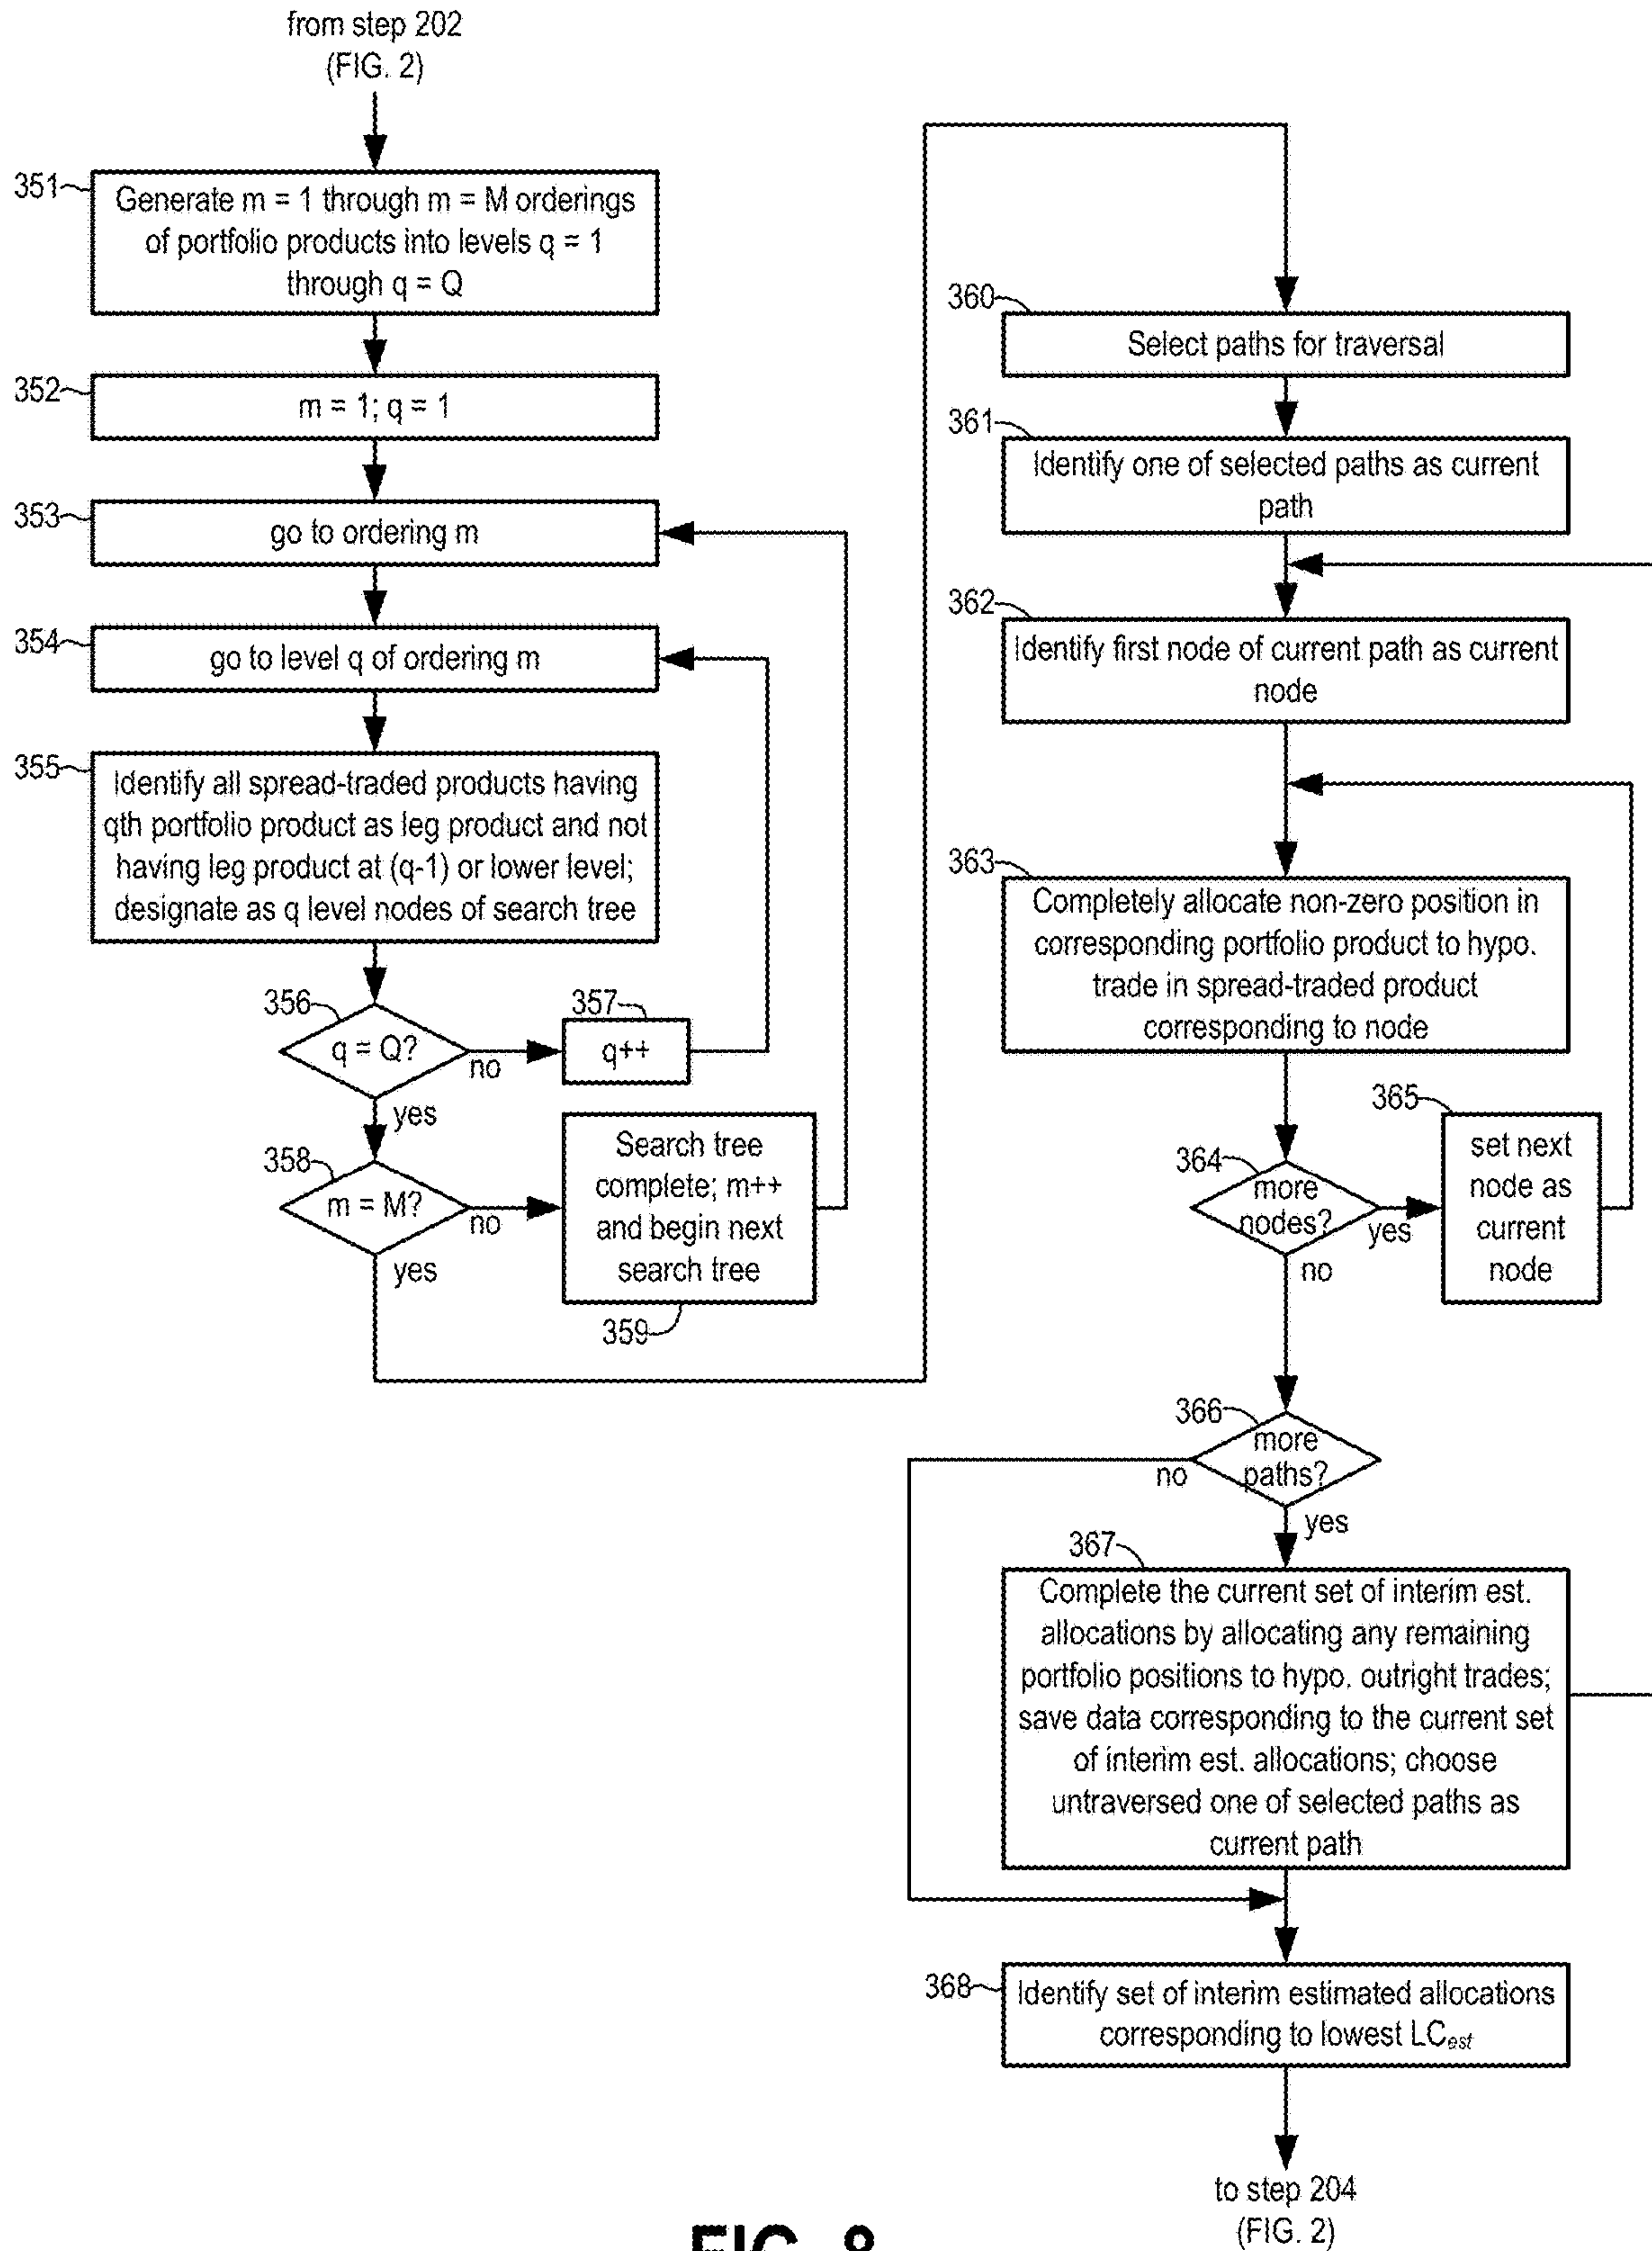 from step 202
(FIG. 2)
351
Generate m = 1 through m = M orderings
of portfolio products into levels q = 1
through q = Q
352
m = 1; q = 1
353
go to ordering m
354
go to level q of ordering m
355
Identify all spread-traded products having
qth portfolio product as leg product and not
having leg product at (q-1) or lower level;
designate as q level nodes of search tree
356
q = Q?
no
yes
357
q++
358
m = M?
no
yes
Search tree
complete; m++
and begin next
search tree
359
360
Select paths for traversal
361
Identify one of selected paths as current
path
362
Identify first node of current path as current
node
363
Completely allocate non-zero position in
corresponding portfolio product to hypo.
trade in spread-traded product
corresponding to node
364
more
nodes?
yes
no
365
set next
node as
current
node
366
more
paths?
no
yes
367
Complete the current set of interim est.
allocations by allocating any remaining
portfolio positions to hypo. outright trades;
save data corresponding to the current set
of interim est. allocations; choose
untraversed one of selected paths as
current path
368
Identify set of interim estimated allocations
corresponding to lowest LCest
to step 204
(FIG. 2)
FIG. 8